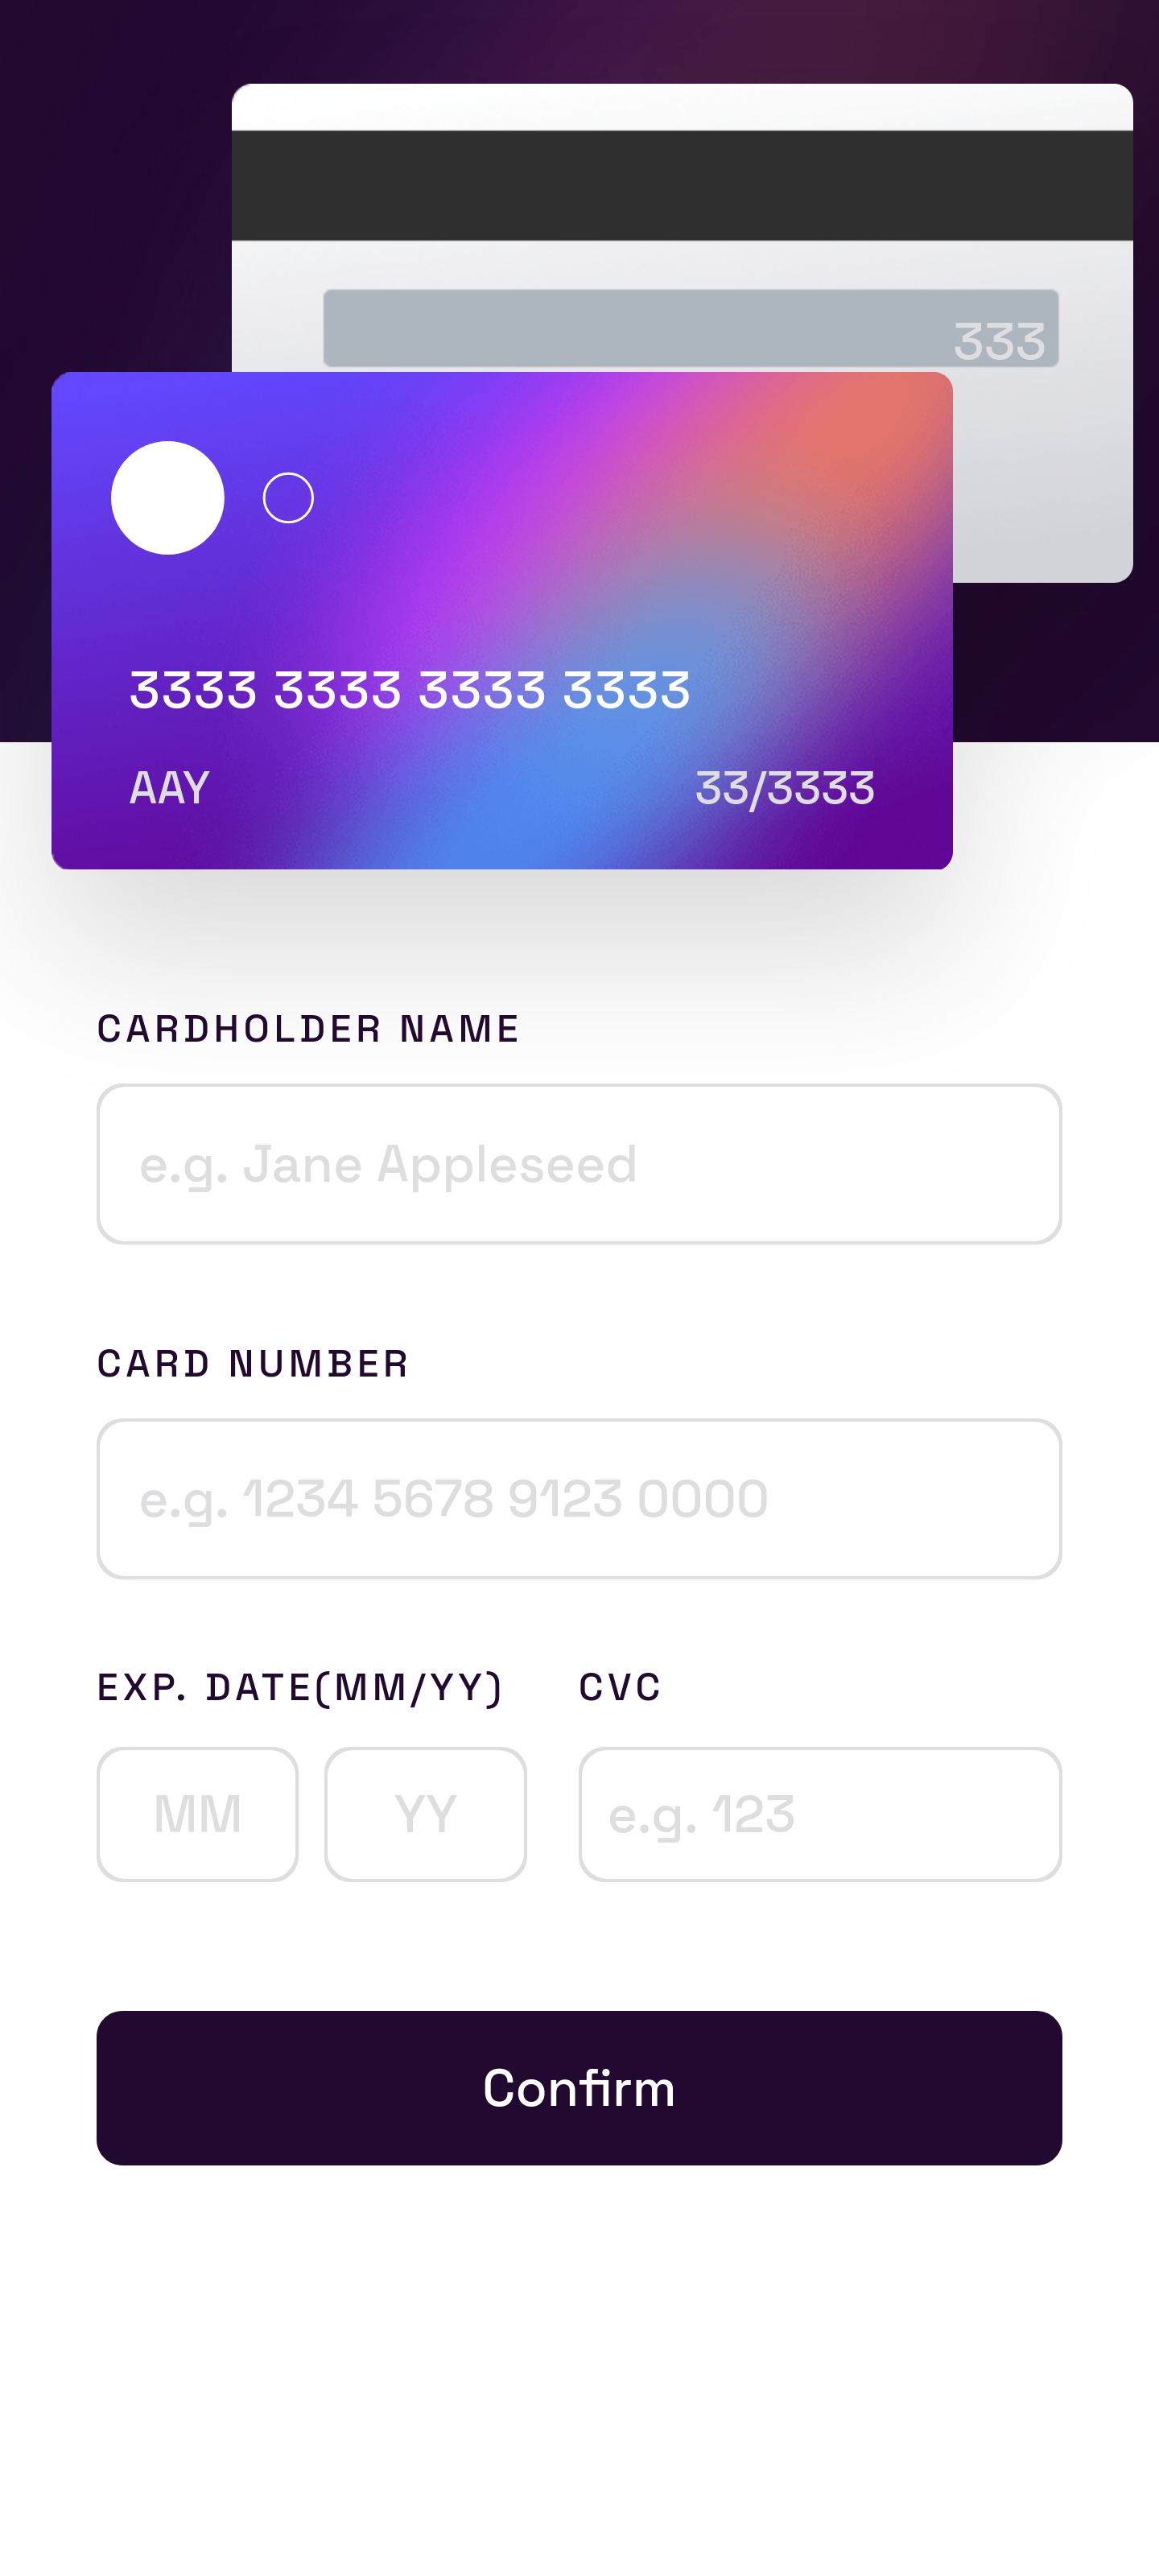 333
3333 3333 3333 3333
AAY 33/3333
CARDHOLDER NAME
e.g. Jane Appleseed
CARD NUMBER
e.g. 1234 5678 9123 0000
EXP. DATE(MM/YY) CVC
MM YY e.g. 123
Confirm